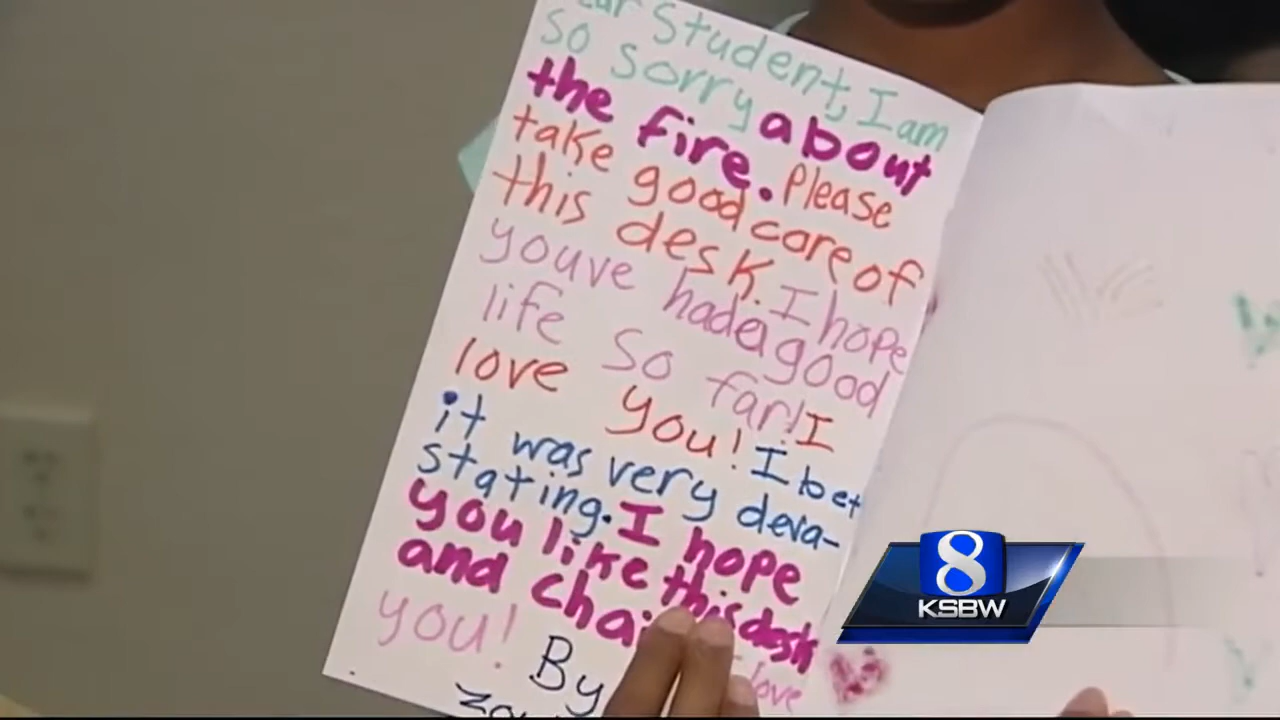 ear Student, I am
so sorry about
the fire. Please
take good care of
this desk. I hope
youve had a good
life so far! I
love you! I bet
it was very deva-
stating. I hope
you like this desk
and chai
love
you!
By
8
KSBW